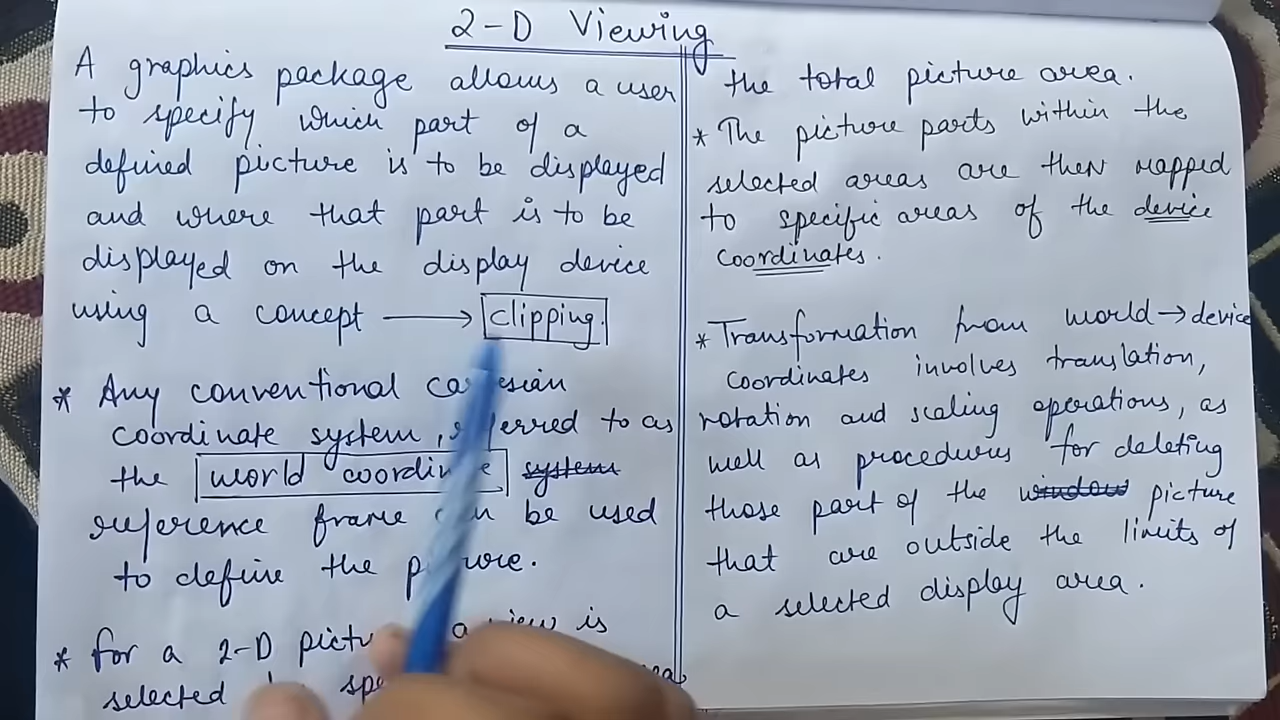 2-D Viewing
A graphics package allows a user
to specify which part of a
defined picture is to be displayed
and where that part is to be
displayed on the display device
using a concept → clipping.
* Any conventional
coordinate system, to as
the world system
reference frame be used
to define the
* for a 2-D a view is
selected
the total picture area.
* The picture parts within the
selected areas are then mapped
to specific areas of the device
coordinates.
* Transformation from world → device
coordinates involves translation,
rotation and scaling operations, as
well as procedures for deleting
those part of the window picture
that are outside the limits of
a selected display area.